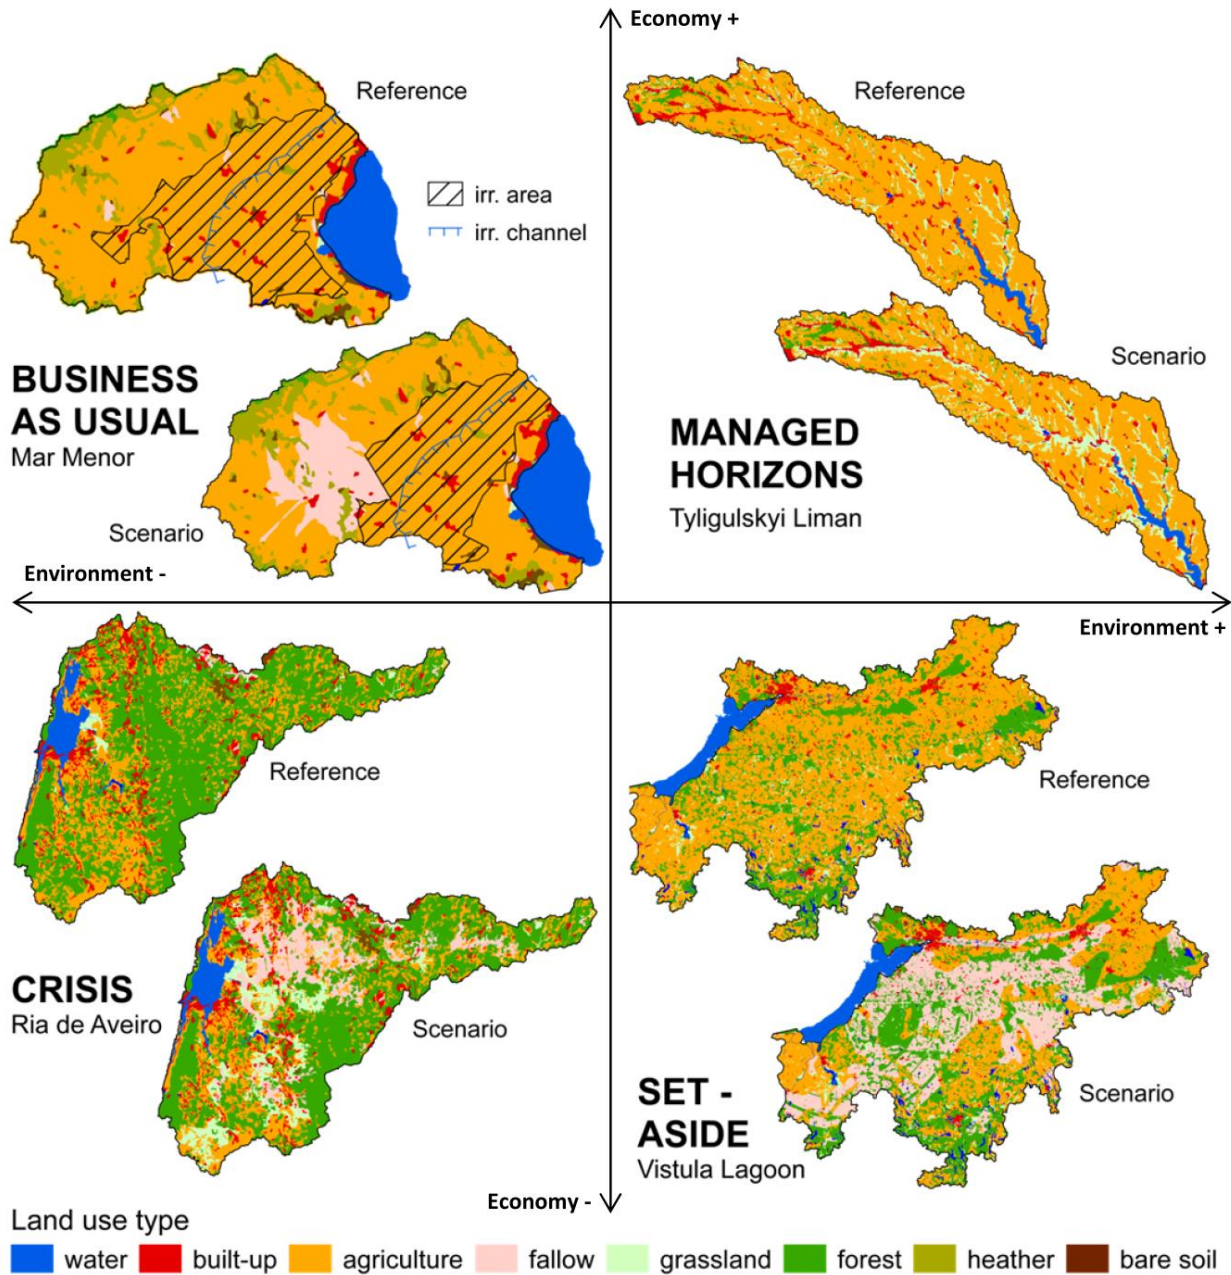 Economy +
Reference
irr. area
irr. channel
BUSINESS
AS USUAL
Mar Menor
Scenario
Environment -
Reference
Scenario
MANAGED
HORIZONS
Tyligulskyi Liman
Environment +
Reference
CRISIS
Ria de Aveiro
Scenario
Reference
SET -
ASIDE
Vistula Lagoon
Scenario
Economy -
Land use type
water built-up agriculture fallow grassland forest heather bare soil